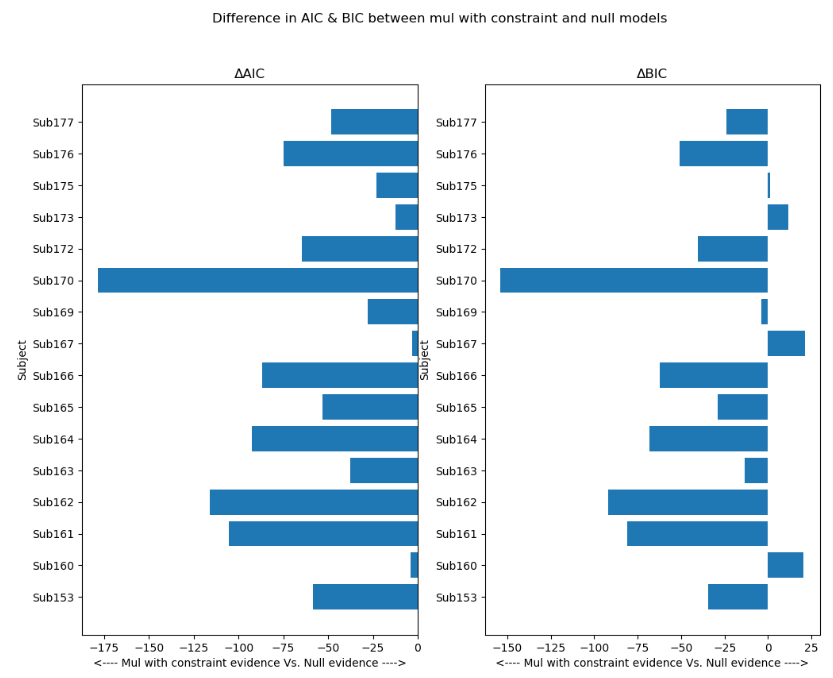 Difference in AIC & BIC between mul with constraint and null models
ΔAIC
Subject
Sub177
Sub176
Sub175
Sub173
Sub172
Sub170
Sub169
Sub167
Sub166
Sub165
Sub164
Sub163
Sub162
Sub161
Sub160
Sub153
−175 −150 −125 −100 −75 −50 −25 0
<---- Mul with constraint evidence Vs. Null evidence ---->
ΔBIC
Subject
Sub177
Sub176
Sub175
Sub173
Sub172
Sub170
Sub169
Sub167
Sub166
Sub165
Sub164
Sub163
Sub162
Sub161
Sub160
Sub153
−150 −125 −100 −75 −50 −25 0 25
<---- Mul with constraint evidence Vs. Null evidence ---->